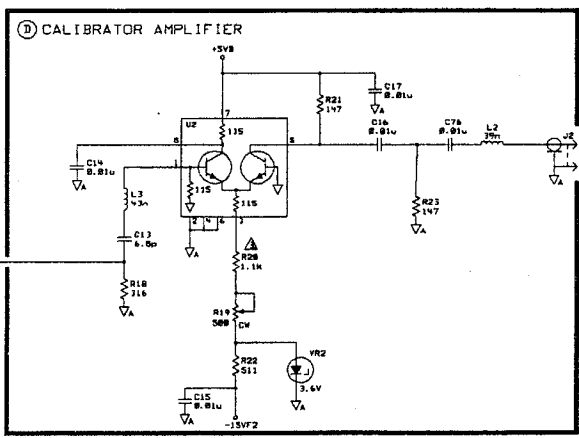 D CALIBRATOR AMPLIFIER
+5VB
C17
0.01u
A
R21
147
7
U2
115
8
5
C16
0.01u
C76
0.01u
L2
39n
J2
C14
0.01u
A
1
A
L3
43n
115
115
R23
147
A
2 4 6 3
A
C13
6.8p
R20
1.1K
R18
316
A
R19
500
CW
R22
511
VR2
3.6V
A
C15
0.01u
A
-15VF2